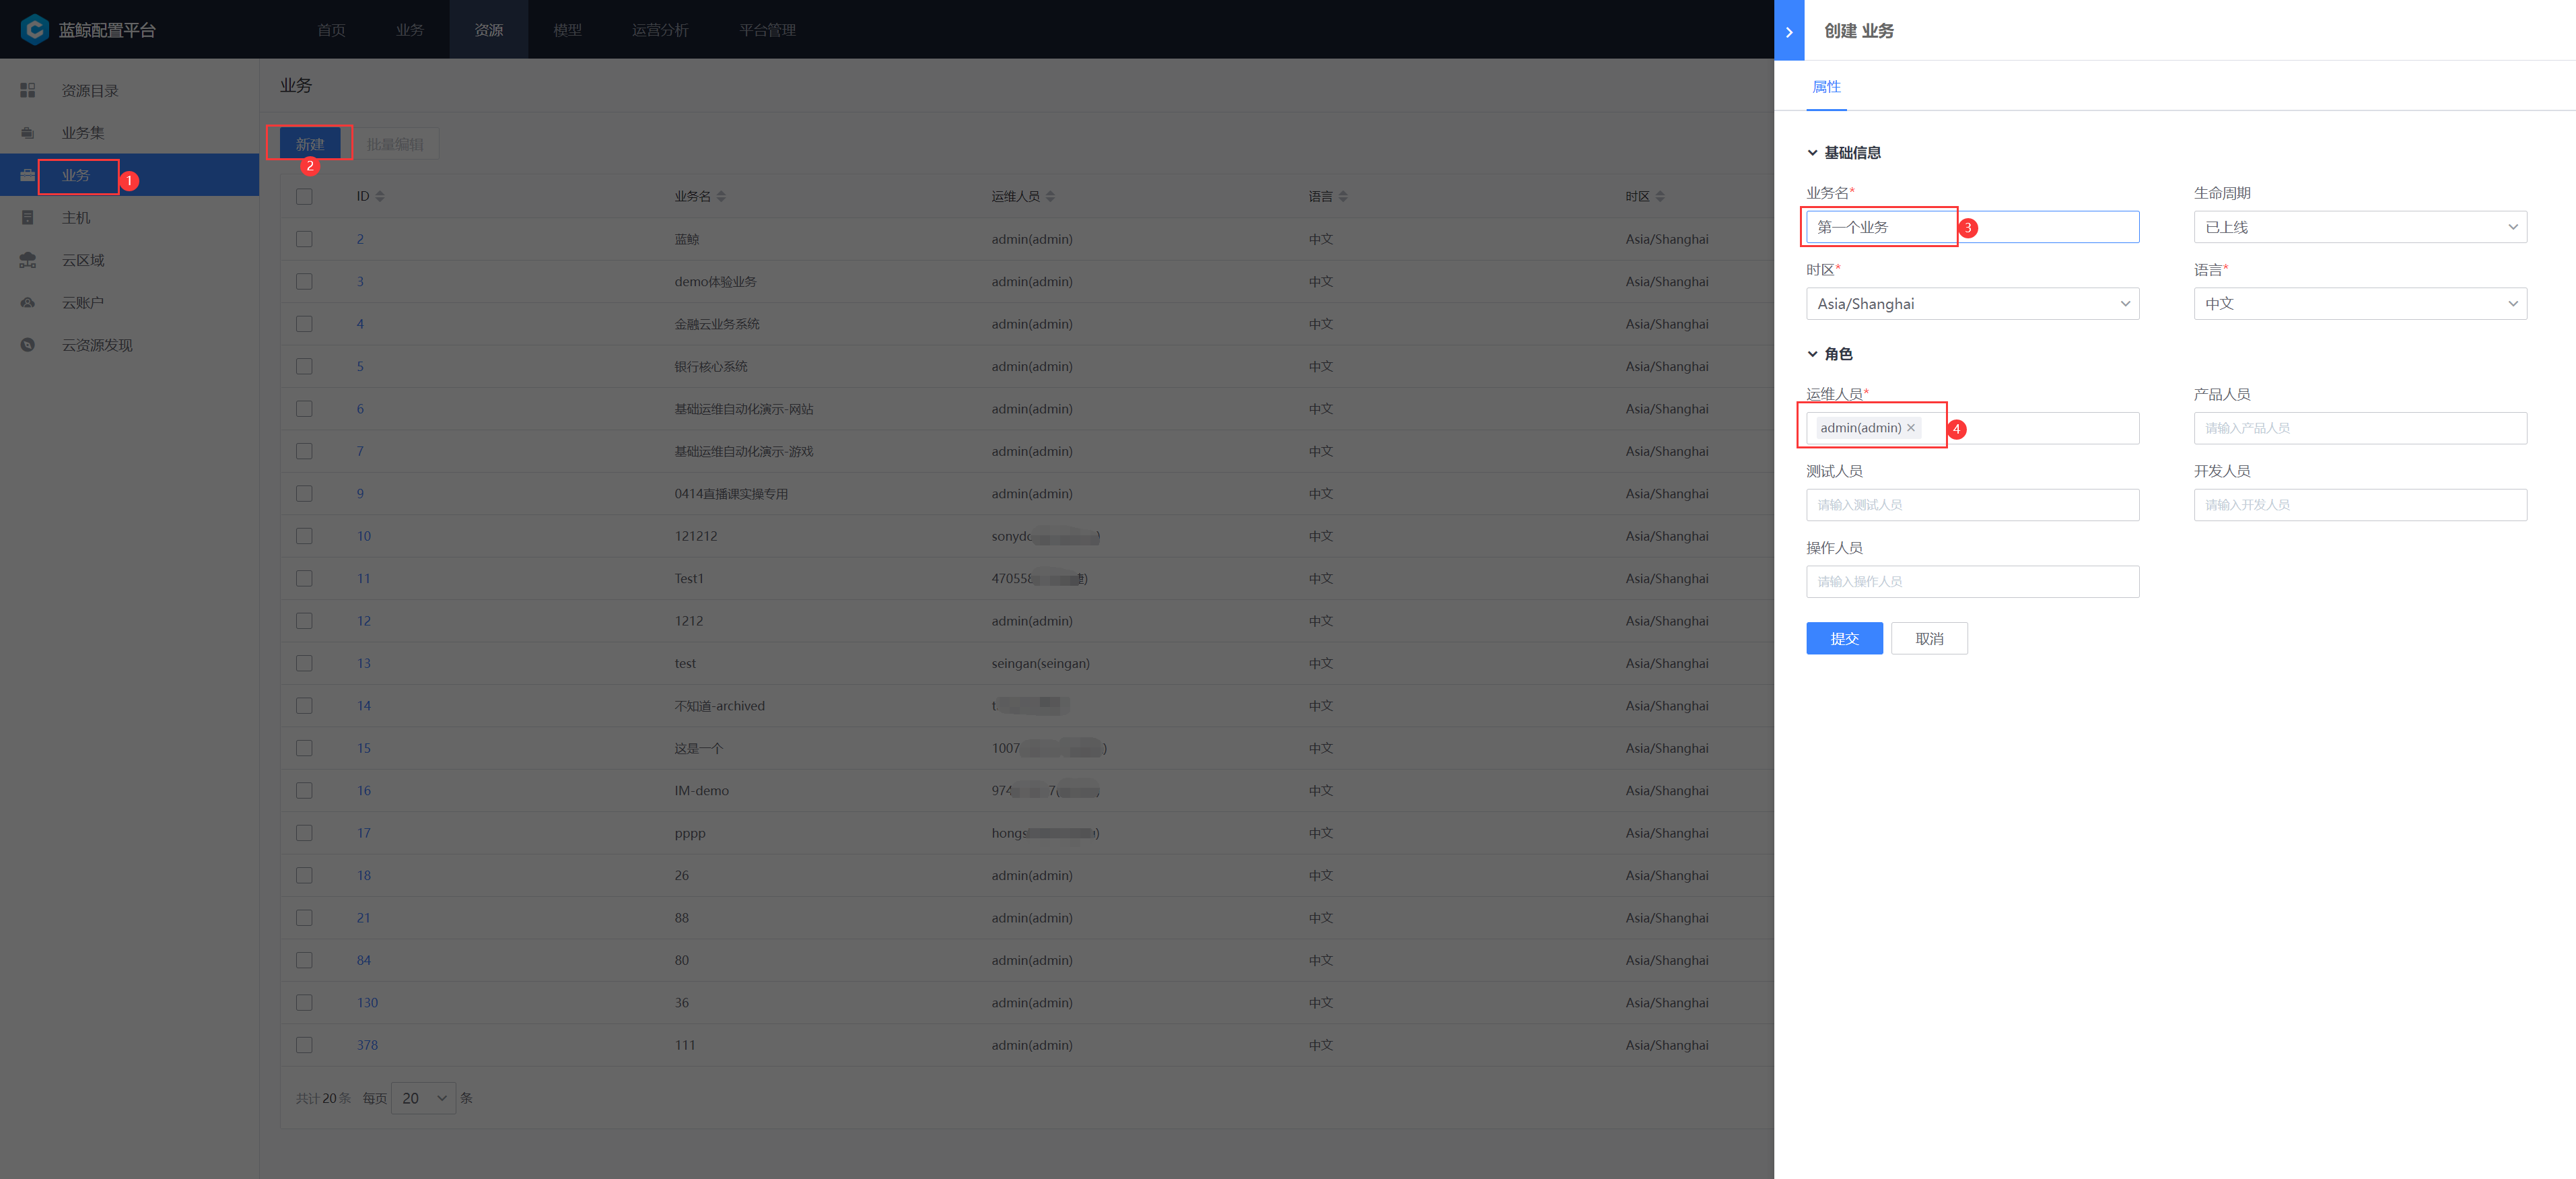 蓝鲸配置平台
首页 业务 资源 模型 运营分析 平台管理
资源目录
业务集
业务 1
主机
云区域
云账户
云资源发现
业务
新建 批量编辑
2
ID 业务名 运维人员 语言 时区
2 蓝鲸 admin(admin) 中文 Asia/Shanghai
3 demo体验业务 admin(admin) 中文 Asia/Shanghai
4 金融云业务系统 admin(admin) 中文 Asia/Shanghai
5 银行核心系统 admin(admin) 中文 Asia/Shanghai
6 基础运维自动化演示-网站 admin(admin) 中文 Asia/Shanghai
7 基础运维自动化演示-游戏 admin(admin) 中文 Asia/Shanghai
9 0414直播课实操专用 admin(admin) 中文 Asia/Shanghai
10 121212 中文 Asia/Shanghai
11 Test1 中文 Asia/Shanghai
12 1212 admin(admin) 中文 Asia/Shanghai
13 test seingan(seingan) 中文 Asia/Shanghai
14 不知道-archived 中文 Asia/Shanghai
15 这是一个 1007 中文 Asia/Shanghai
16 IM-demo 974 中文 Asia/Shanghai
17 pppp 中文 Asia/Shanghai
18 26 admin(admin) 中文 Asia/Shanghai
21 88 admin(admin) 中文 Asia/Shanghai
84 80 admin(admin) 中文 Asia/Shanghai
130 36 admin(admin) 中文 Asia/Shanghai
378 111 admin(admin) 中文 Asia/Shanghai
共计20条 每页 20 条
创建 业务
属性
基础信息
业务名* 生命周期
第一个业务 3 已上线
时区* 语言*
Asia/Shanghai 中文
角色
运维人员* 产品人员
admin(admin) × 4 请输入产品人员
测试人员 开发人员
请输入测试人员 请输入开发人员
操作人员
请输入操作人员
提交 取消